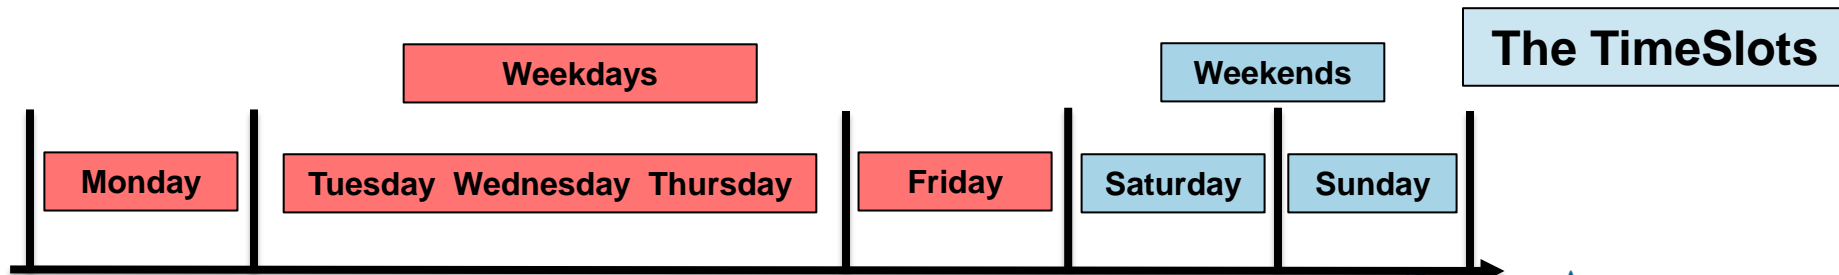 The TimeSlots
Weekdays
Weekends
Monday
Tuesday Wednesday Thursday
Friday
Saturday
Sunday